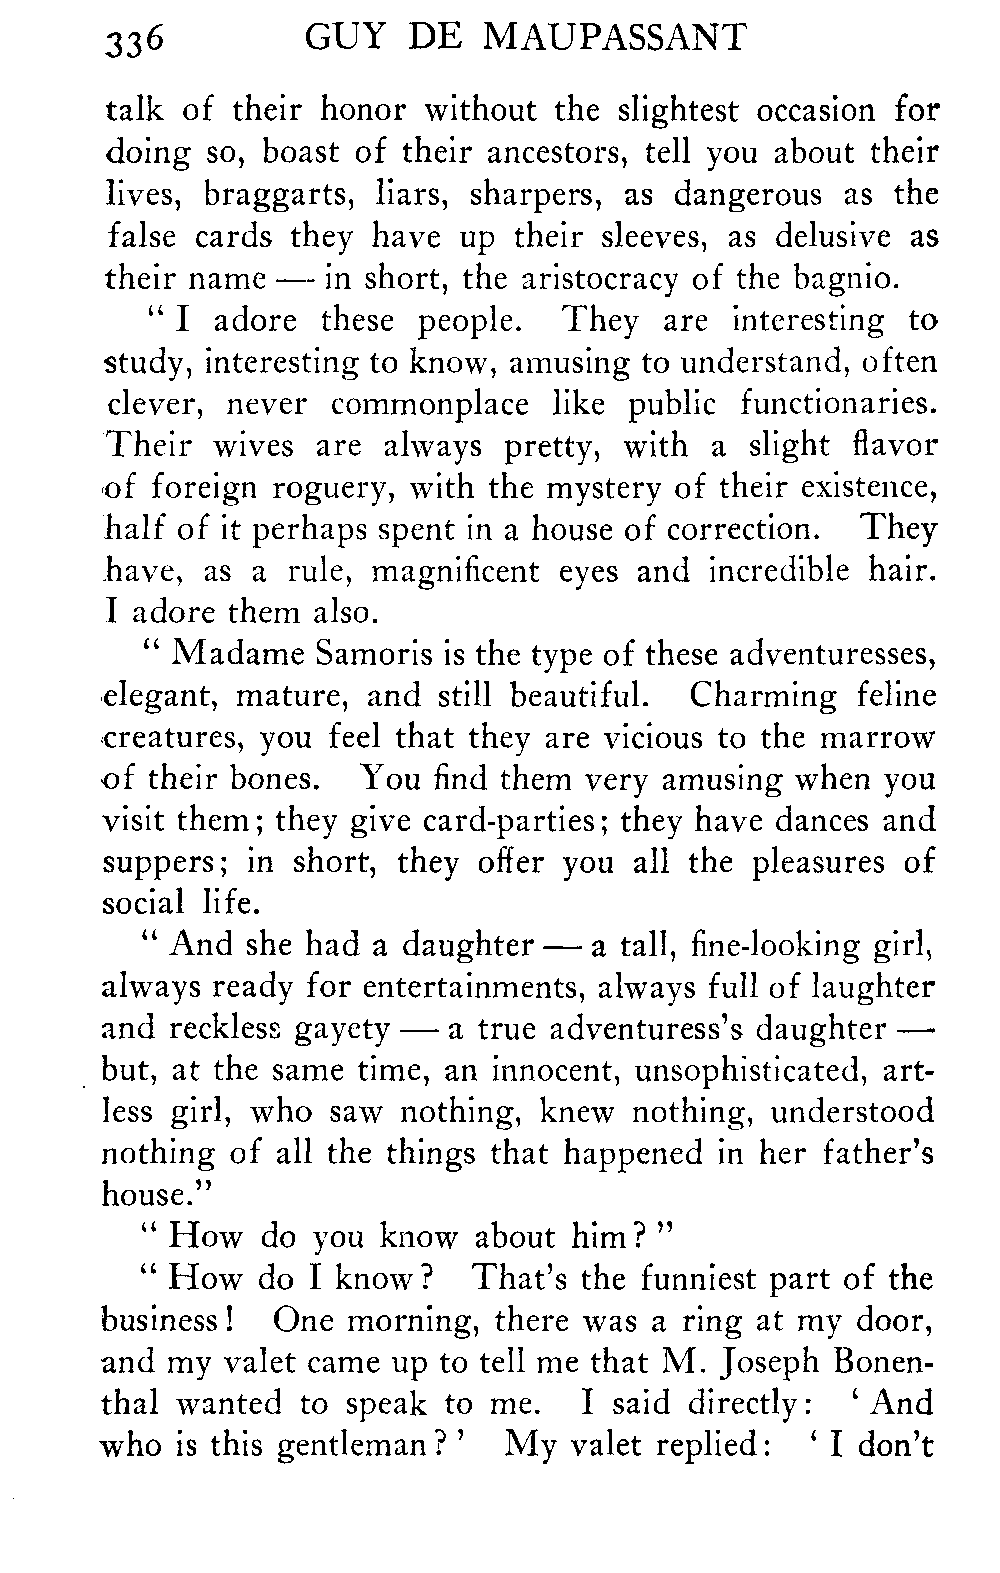 336 GUY DE MAUPASSANT
talk of their honor without the slightest occasion for
doing so, boast of their ancestors, tell you about their
lives, braggarts, liars, sharpers, as dangerous as the
false cards they have up their sleeves, as delusive as
their name — in short, the aristocracy of the bagnio.
“ I adore these people. They are interesting to
study, interesting to know, amusing to understand, often
clever, never commonplace like public functionaries.
Their wives are always pretty, with a slight flavor
of foreign roguery, with the mystery of their existence,
half of it perhaps spent in a house of correction. They
have, as a rule, magnificent eyes and incredible hair.
I adore them also.
“ Madame Samoris is the type of these adventuresses,
elegant, mature, and still beautiful. Charming feline
creatures, you feel that they are vicious to the marrow
of their bones. You find them very amusing when you
visit them; they give card-parties; they have dances and
suppers; in short, they offer you all the pleasures of
social life.
“ And she had a daughter — a tall, fine-looking girl,
always ready for entertainments, always full of laughter
and reckless gayety — a true adventuress’s daughter —
but, at the same time, an innocent, unsophisticated, art-
less girl, who saw nothing, knew nothing, understood
nothing of all the things that happened in her father’s
house.”
“ How do you know about him? ”
“ How do I know? That’s the funniest part of the
business! One morning, there was a ring at my door,
and my valet came up to tell me that M. Joseph Bonen-
thal wanted to speak to me. I said directly: ‘ And
who is this gentleman? ’ My valet replied: ‘ I don’t